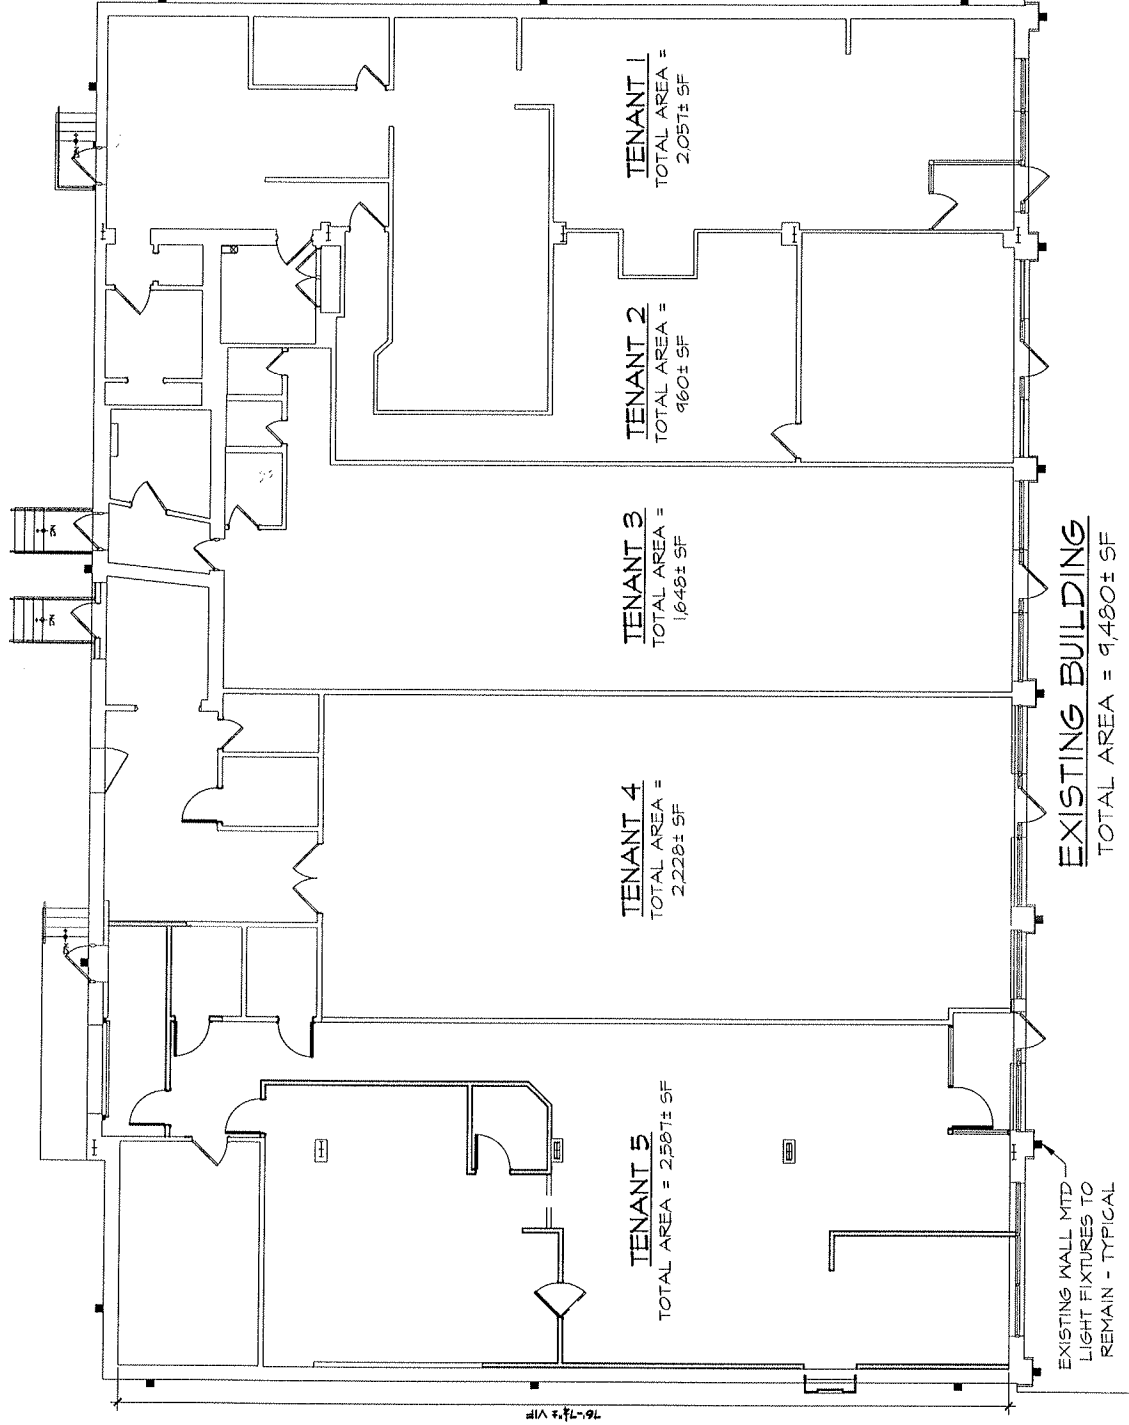 TENANT 5
TOTAL AREA = 2,587± SF
TENANT 4
TOTAL AREA =
2,228± SF
TENANT 3
TOTAL AREA =
1,648± SF
TENANT 2
TOTAL AREA =
960± SF
TENANT 1
TOTAL AREA =
2,057± SF
EXISTING BUILDING
TOTAL AREA = 9,480± SF
EXISTING WALL MTD
LIGHT FIXTURES TO
REMAIN - TYPICAL